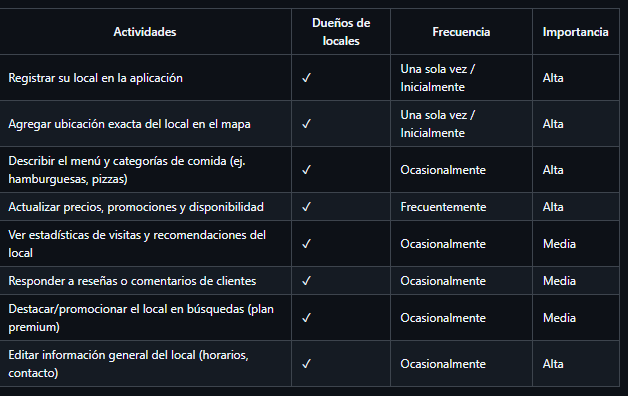 Actividades
Dueños de
locales
Frecuencia
Importancia
Registrar su local en la aplicación
✓
Una sola vez /
Inicialmente
Alta
Agregar ubicación exacta del local en el mapa
✓
Una sola vez /
Inicialmente
Alta
Describir el menú y categorías de comida (ej.
hamburguesas, pizzas)
✓
Ocasionalmente
Alta
Actualizar precios, promociones y disponibilidad
✓
Frecuentemente
Alta
Ver estadísticas de visitas y recomendaciones del
local
✓
Ocasionalmente
Media
Responder a reseñas o comentarios de clientes
✓
Ocasionalmente
Media
Destacar/promocionar el local en búsquedas (plan
premium)
✓
Ocasionalmente
Media
Editar información general del local (horarios,
contacto)
✓
Ocasionalmente
Alta